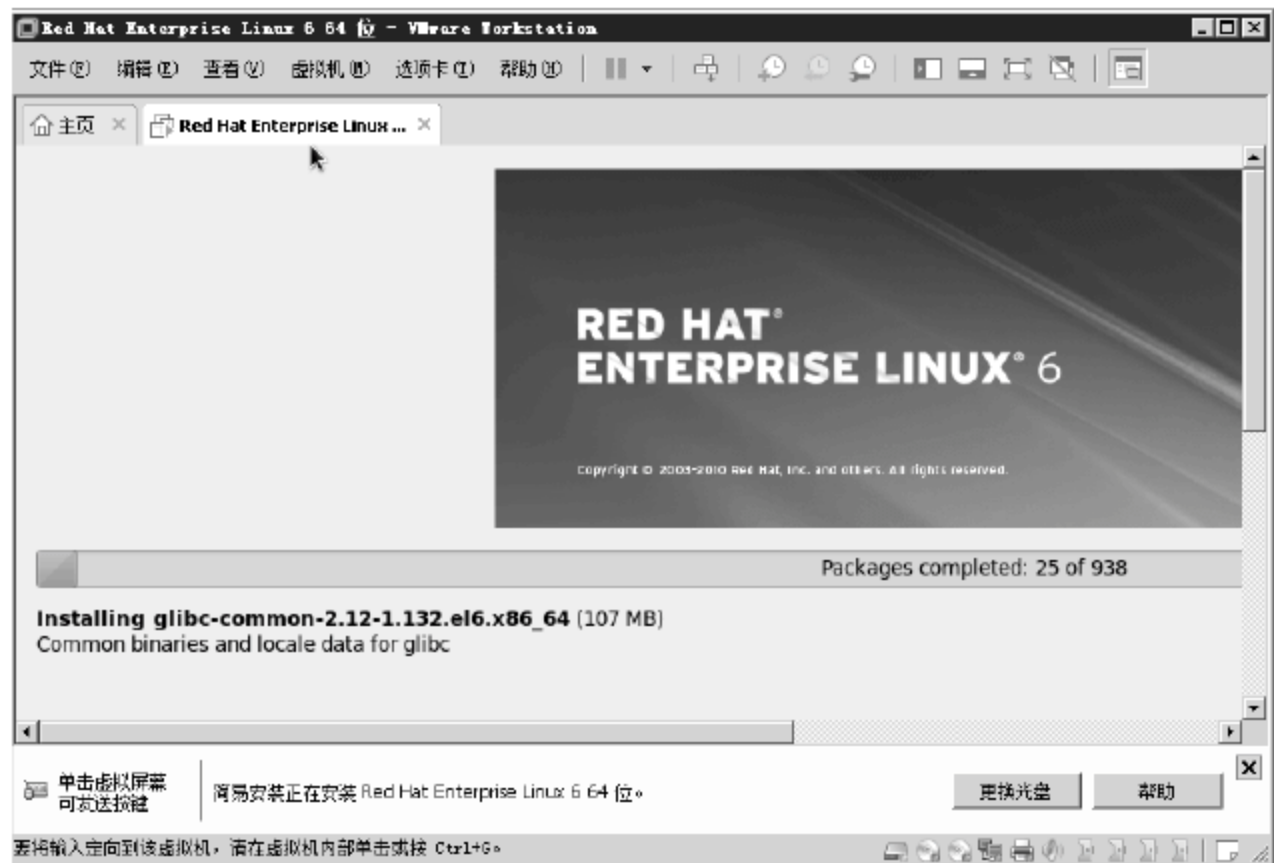 Red Hat Enterprise Linux 6 64 位 - VMware Workstation
文件(F) 编辑(E) 查看(V) 虚拟机(M) 选项卡(T) 帮助(H)
主页 Red Hat Enterprise Linux ...
RED HAT®
ENTERPRISE LINUX® 6
Copyright © 2003-2010 Red Hat, Inc. and others. All rights reserved.
Packages completed: 25 of 938
Installing glibc-common-2.12-1.132.el6.x86_64 (107 MB)
Common binaries and locale data for glibc
单击虚拟屏幕
可发送按键
简易安装正在安装 Red Hat Enterprise Linux 6 64 位。
更换光盘 帮助
要将输入定向到该虚拟机，请在虚拟机内部单击或按 Ctrl+G。